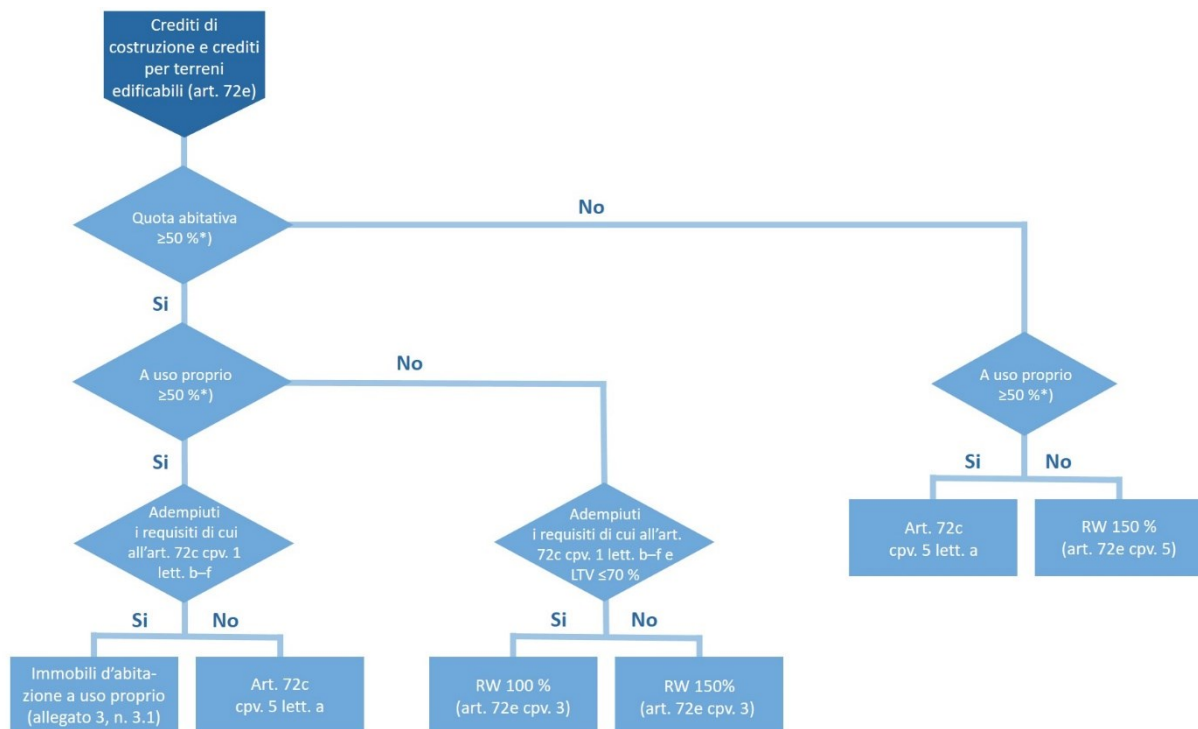 Crediti di
costruzione e crediti
per terreni
edificabili (art. 72e)
Quota abitativa
≥50 %*)
No
Si
A uso proprio
≥50 %*)
No
A uso proprio
≥50 %*)
Si
Si
No
Adempiuti
i requisiti di cui
all'art. 72c cpv. 1
lett. b–f
Adempiuti
i requisiti di cui all'art.
72c cpv. 1 lett. b–f e
LTV ≤70 %
Art. 72c
cpv. 5 lett. a
RW 150 %
(art. 72e cpv. 5)
Si
No
Si
No
Immobili d'abita-
zione a uso proprio
(allegato 3, n. 3.1)
Art. 72c
cpv. 5 lett. a
RW 100 %
(art. 72e cpv. 3)
RW 150%
(art. 72e cpv. 3)